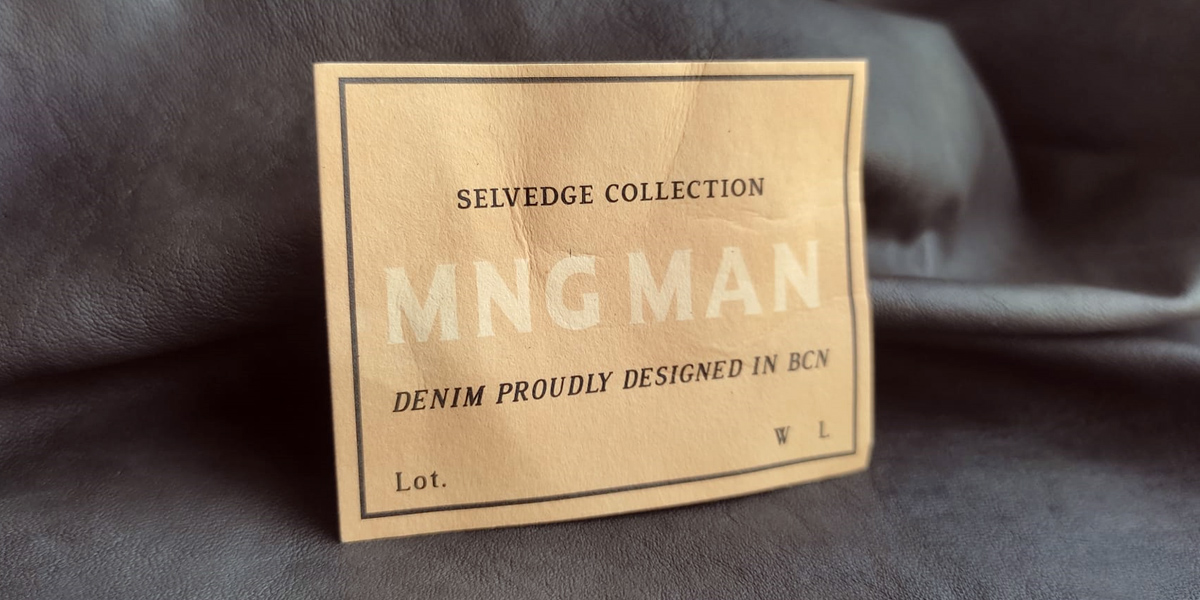 SELVEDGE COLLECTION
MNG MAN
DENIM PROUDLY DESIGNED IN BCN
W L
Lot.